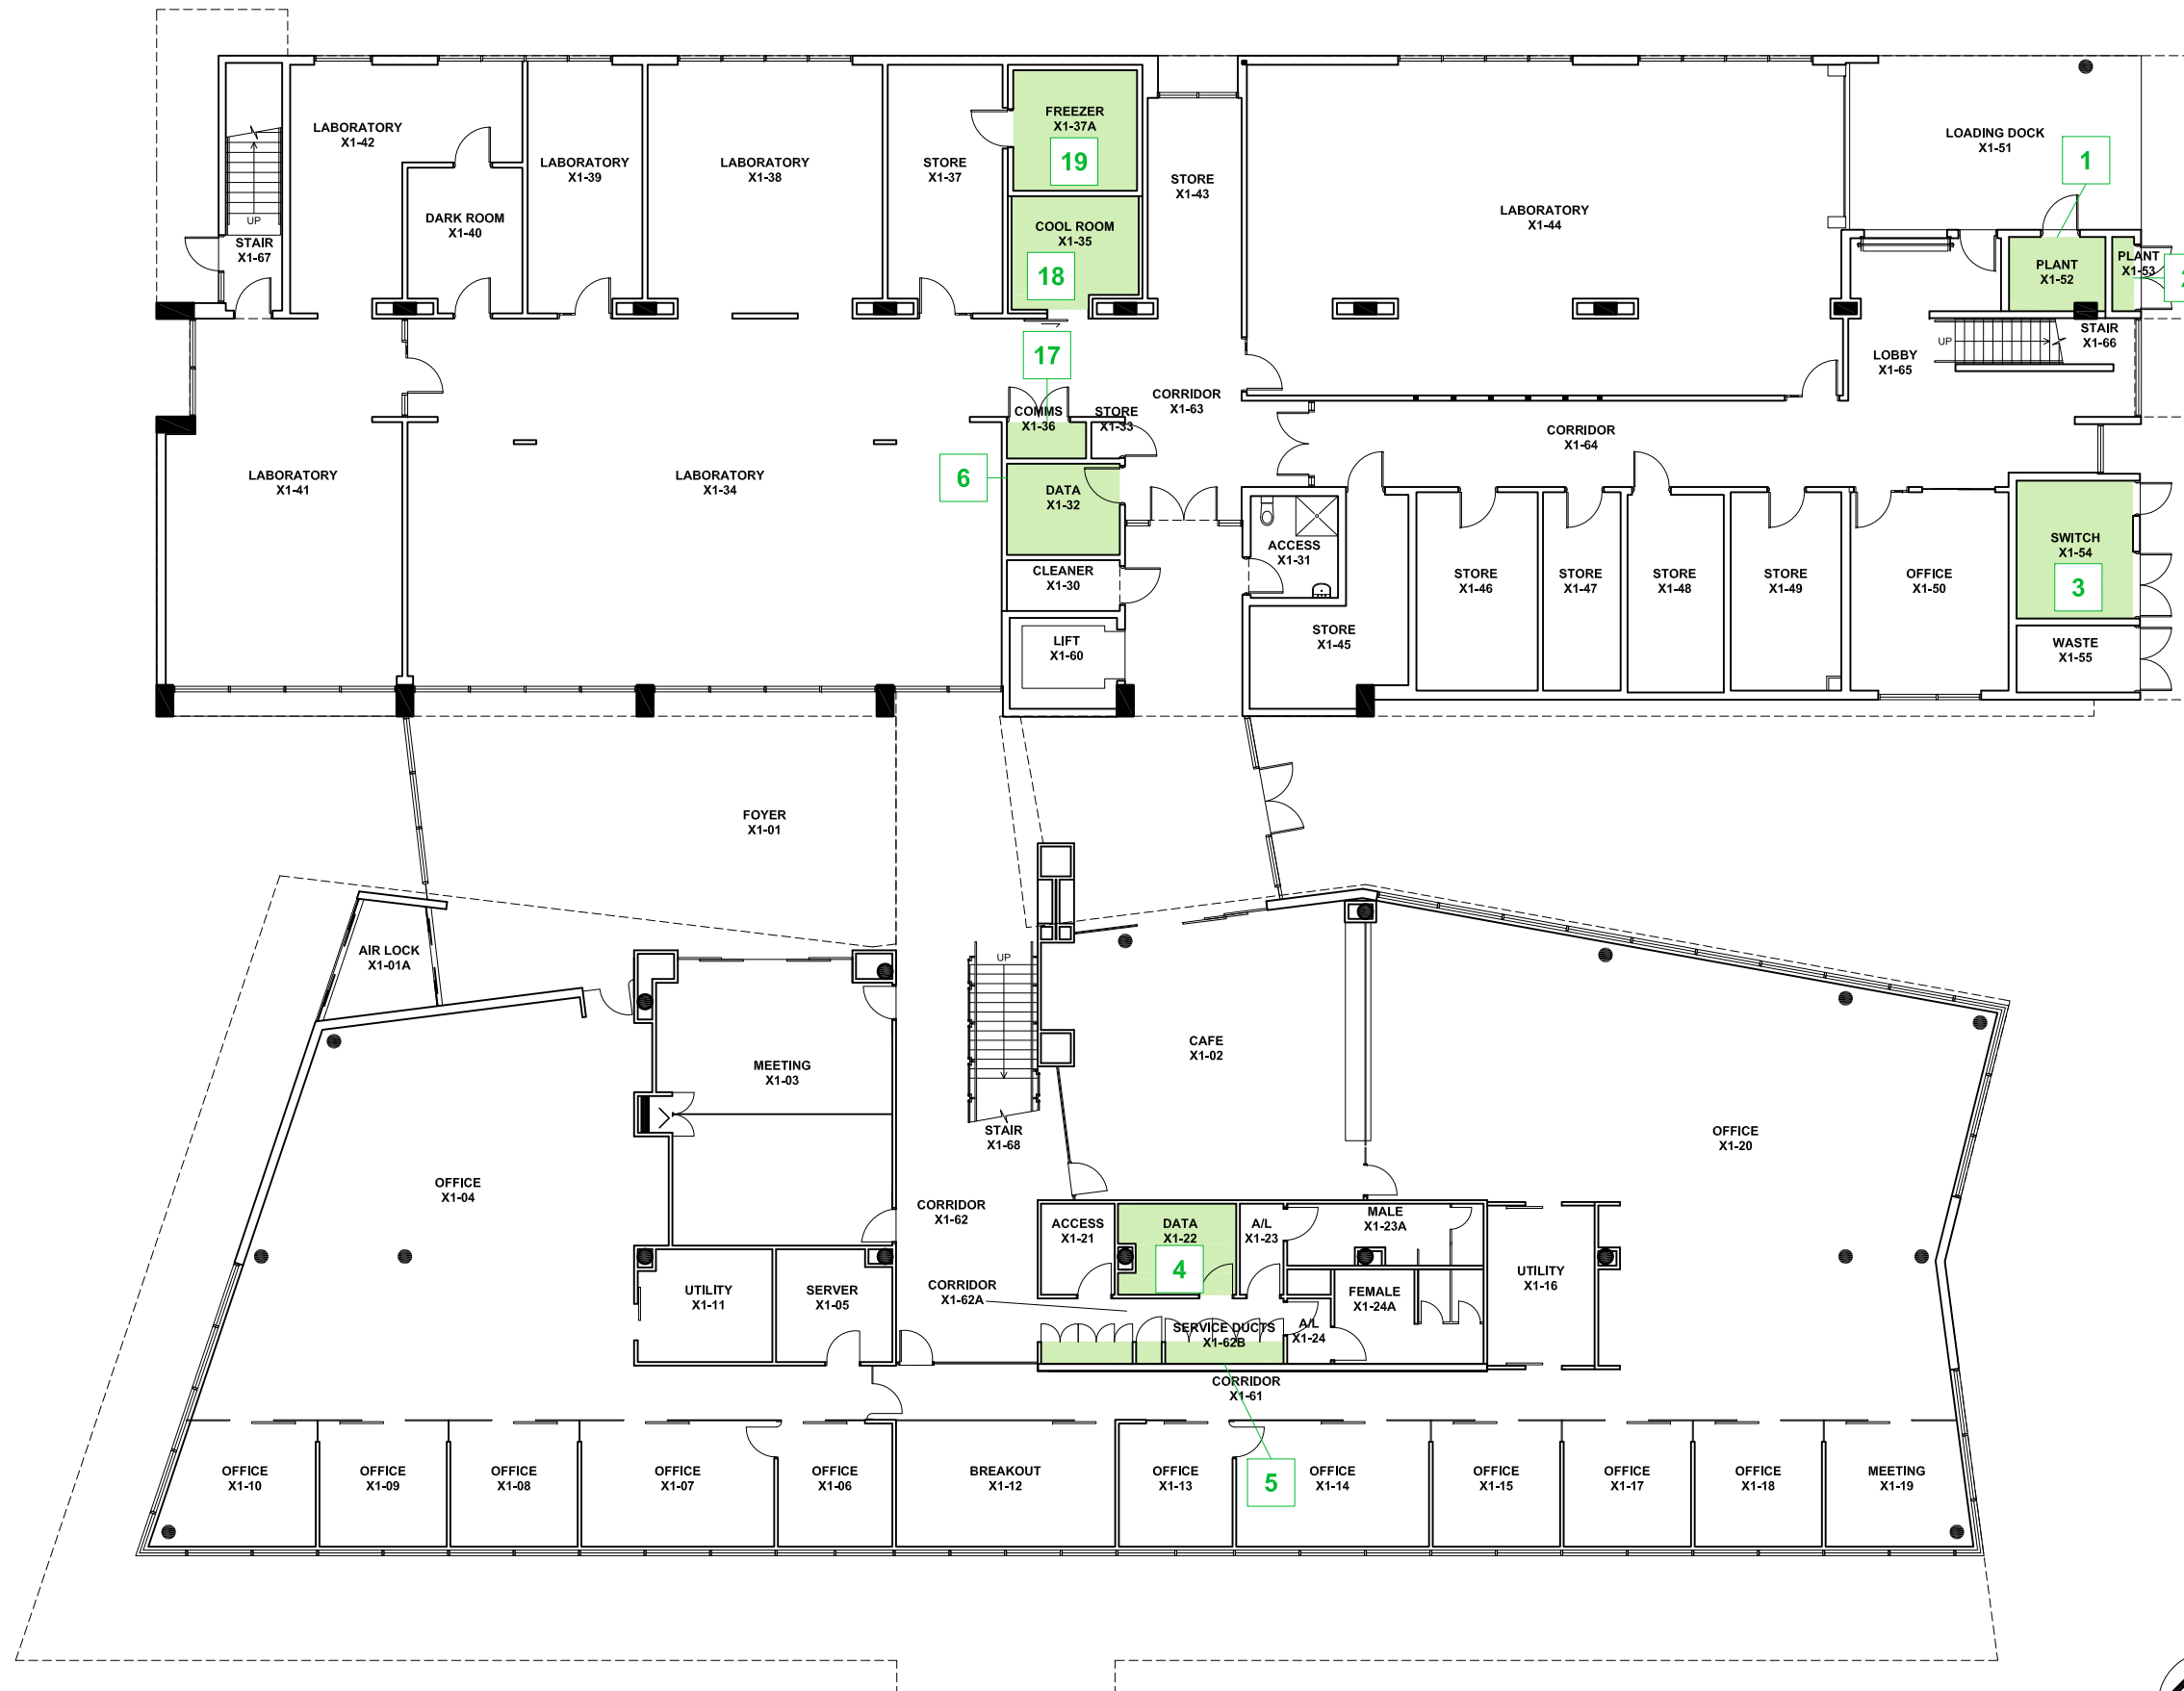 LABORATORY
X1-42
UP
STAIR
X1-67
DARK ROOM
X1-40
LABORATORY
X1-39
LABORATORY
X1-38
STORE
X1-37
FREEZER
X1-37A
19
COOL ROOM
X1-35
18
STORE
X1-43
LABORATORY
X1-44
LOADING DOCK
X1-51
1
PLANT
X1-52
PLANT
X1-53
STAIR
X1-66
UP
LOBBY
X1-65
17
COMMS
X1-36
STORE
X1-33
CORRIDOR
X1-63
CORRIDOR
X1-64
LABORATORY
X1-41
LABORATORY
X1-34
6
DATA
X1-32
CLEANER
X1-30
LIFT
X1-60
ACCESS
X1-31
STORE
X1-45
STORE
X1-46
STORE
X1-47
STORE
X1-48
STORE
X1-49
OFFICE
X1-50
SWITCH
X1-54
3
WASTE
X1-55
FOYER
X1-01
AIR LOCK
X1-01A
MEETING
X1-03
UP
STAIR
X1-68
CAFE
X1-02
OFFICE
X1-20
OFFICE
X1-04
CORRIDOR
X1-62
ACCESS
X1-21
DATA
X1-22
4
A/L
X1-23
MALE
X1-23A
UTILITY
X1-11
SERVER
X1-05
CORRIDOR
X1-62A
SERVICE DUCTS
X1-62B
A/L
X1-24
FEMALE
X1-24A
UTILITY
X1-16
CORRIDOR
X1-61
OFFICE
X1-10
OFFICE
X1-09
OFFICE
X1-08
OFFICE
X1-07
OFFICE
X1-06
BREAKOUT
X1-12
OFFICE
X1-13
5
OFFICE
X1-14
OFFICE
X1-15
OFFICE
X1-17
OFFICE
X1-18
MEETING
X1-19